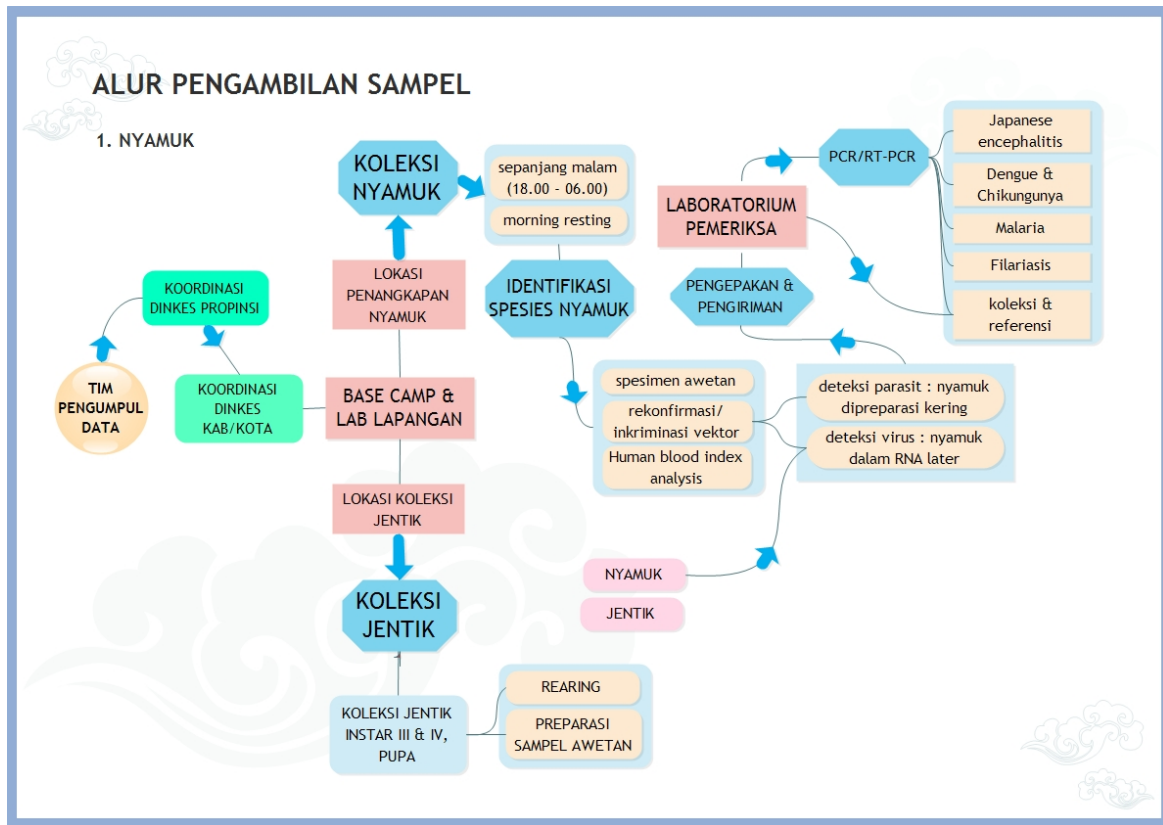 ALUR PENGAMBILAN SAMPEL
1. NYAMUK
TIM
PENGUMPUL
DATA
KOORDINASI
DINKES PROPINSI
KOORDINASI
DINKES
KAB/KOTA
BASE CAMP &
LAB LAPANGAN
LOKASI
PENANGKAPAN
NYAMUK
KOLEKSI
NYAMUK
sepanjang malam
(18.00 - 06.00)
morning resting
IDENTIFIKASI
SPESIES NYAMUK
spesimen awetan
rekonfirmasi/
inkriminasi vektor
Human blood index
analysis
deteksi parasit : nyamuk
dipreparasi kering
deteksi virus : nyamuk
dalam RNA later
PENGEPAKAN &
PENGIRIMAN
LABORATORIUM
PEMERIKSA
PCR/RT-PCR
Japanese
encephalitis
Dengue &
Chikungunya
Malaria
Filariasis
koleksi &
referensi
LOKASI KOLEKSI
JENTIK
KOLEKSI
JENTIK
KOLEKSI JENTIK
INSTAR III & IV,
PUPA
REARING
PREPARASI
SAMPEL AWETAN
NYAMUK
JENTIK